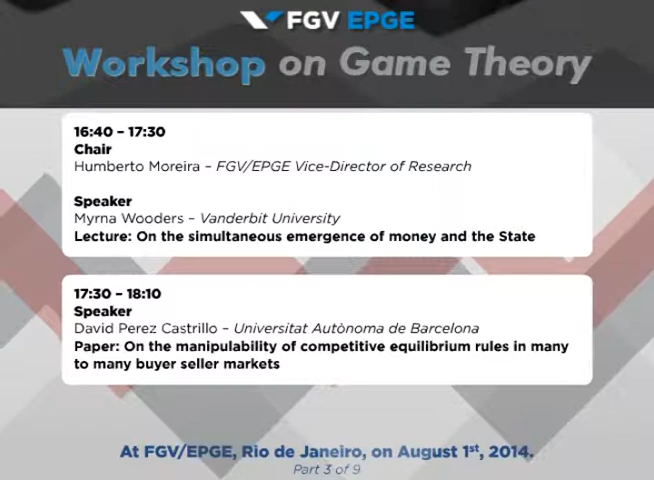 FGV EPGE
Workshop on Game Theory
16:40 – 17:30
Chair
Humberto Moreira – FGV/EPGE Vice-Director of Research
Speaker
Myrna Wooders – Vanderbit University
Lecture: On the simultaneous emergence of money and the State
17:30 – 18:10
Speaker
David Perez Castrillo – Universitat Autònoma de Barcelona
Paper: On the manipulability of competitive equilibrium rules in many
to many buyer seller markets
At FGV/EPGE, Rio de Janeiro, on August 1st, 2014.
Part 3 of 9